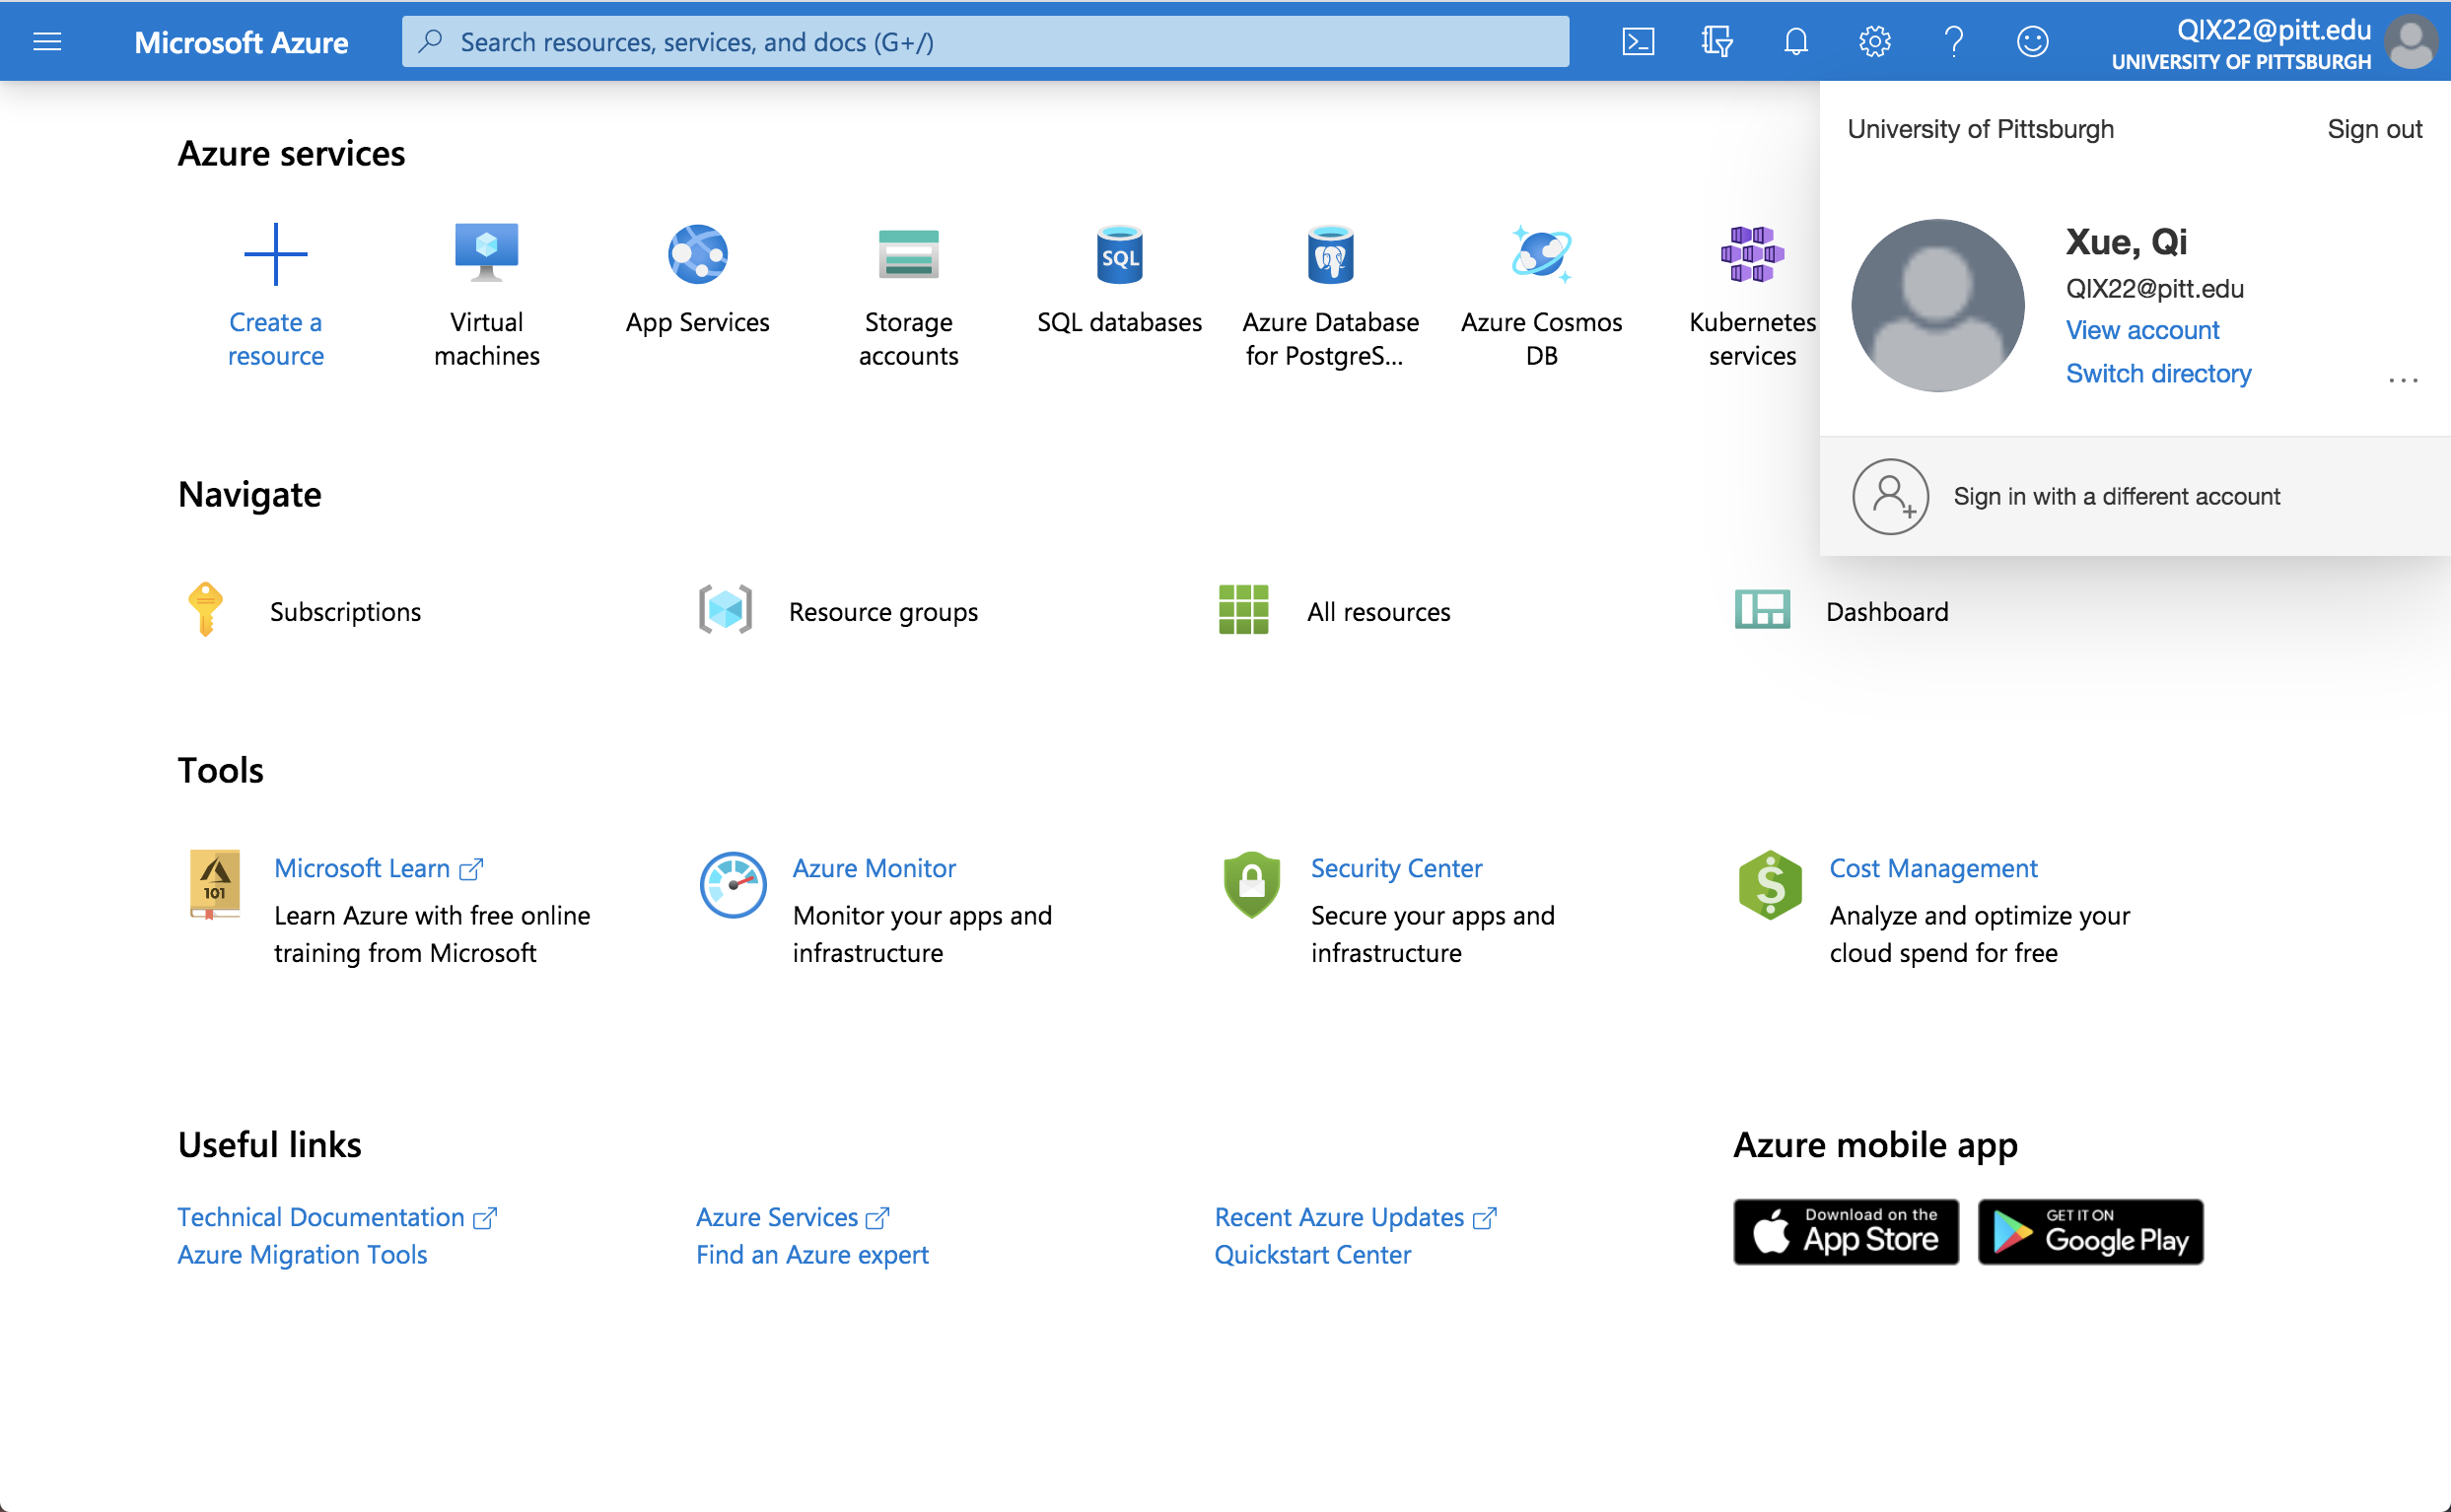 Microsoft Azure
Search resources, services, and docs (G+/)
QIX22@pitt.edu
UNIVERSITY OF PITTSBURGH
University of Pittsburgh
Sign out
Xue, Qi
QIX22@pitt.edu
View account
Switch directory
...
Sign in with a different account
Azure services
Create a
resource
Virtual
machines
App Services
Storage
accounts
SQL
SQL databases
Azure Database
for PostgreS...
Azure Cosmos
DB
Kubernetes
services
Navigate
Subscriptions
Resource groups
All resources
Dashboard
Tools
101
Microsoft Learn
Learn Azure with free online
training from Microsoft
Azure Monitor
Monitor your apps and
infrastructure
Security Center
Secure your apps and
infrastructure
$
Cost Management
Analyze and optimize your
cloud spend for free
Useful links
Technical Documentation
Azure Migration Tools
Azure Services
Find an Azure expert
Recent Azure Updates
Quickstart Center
Azure mobile app
Download on the
App Store
GET IT ON
Google Play